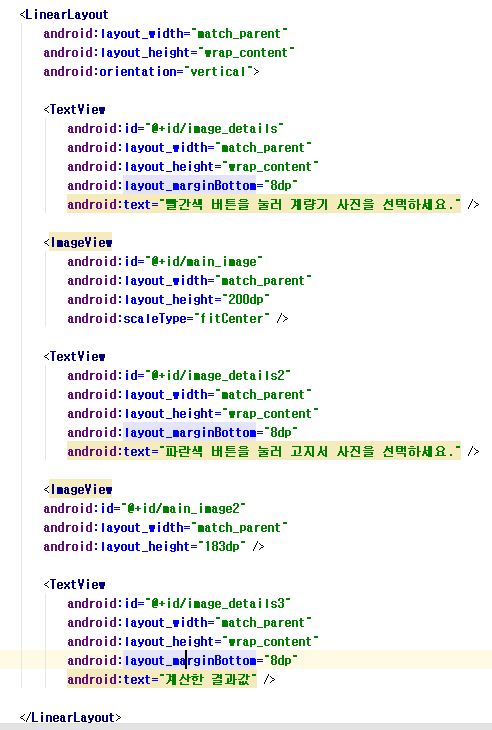 <LinearLayout
android:layout_width="match_parent"
android:layout_height="wrap_content"
android:orientation="vertical">
<TextView
android:id="@+id/image_details"
android:layout_width="match_parent"
android:layout_height="wrap_content"
android:layout_marginBottom="8dp"
android:text="빨간색 버튼을 눌러 계량기 사진을 선택하세요." />
<ImageView
android:id="@+id/main_image"
android:layout_width="match_parent"
android:layout_height="200dp"
android:scaleType="fitCenter" />
<TextView
android:id="@+id/image_details2"
android:layout_width="match_parent"
android:layout_height="wrap_content"
android:layout_marginBottom="8dp"
android:text="파란색 버튼을 눌러 고지서 사진을 선택하세요." />
<ImageView
android:id="@+id/main_image2"
android:layout_width="match_parent"
android:layout_height="183dp" />
<TextView
android:id="@+id/image_details3"
android:layout_width="match_parent"
android:layout_height="wrap_content"
android:layout_marginBottom="8dp"
android:text="계산한 결과값" />
</LinearLayout>